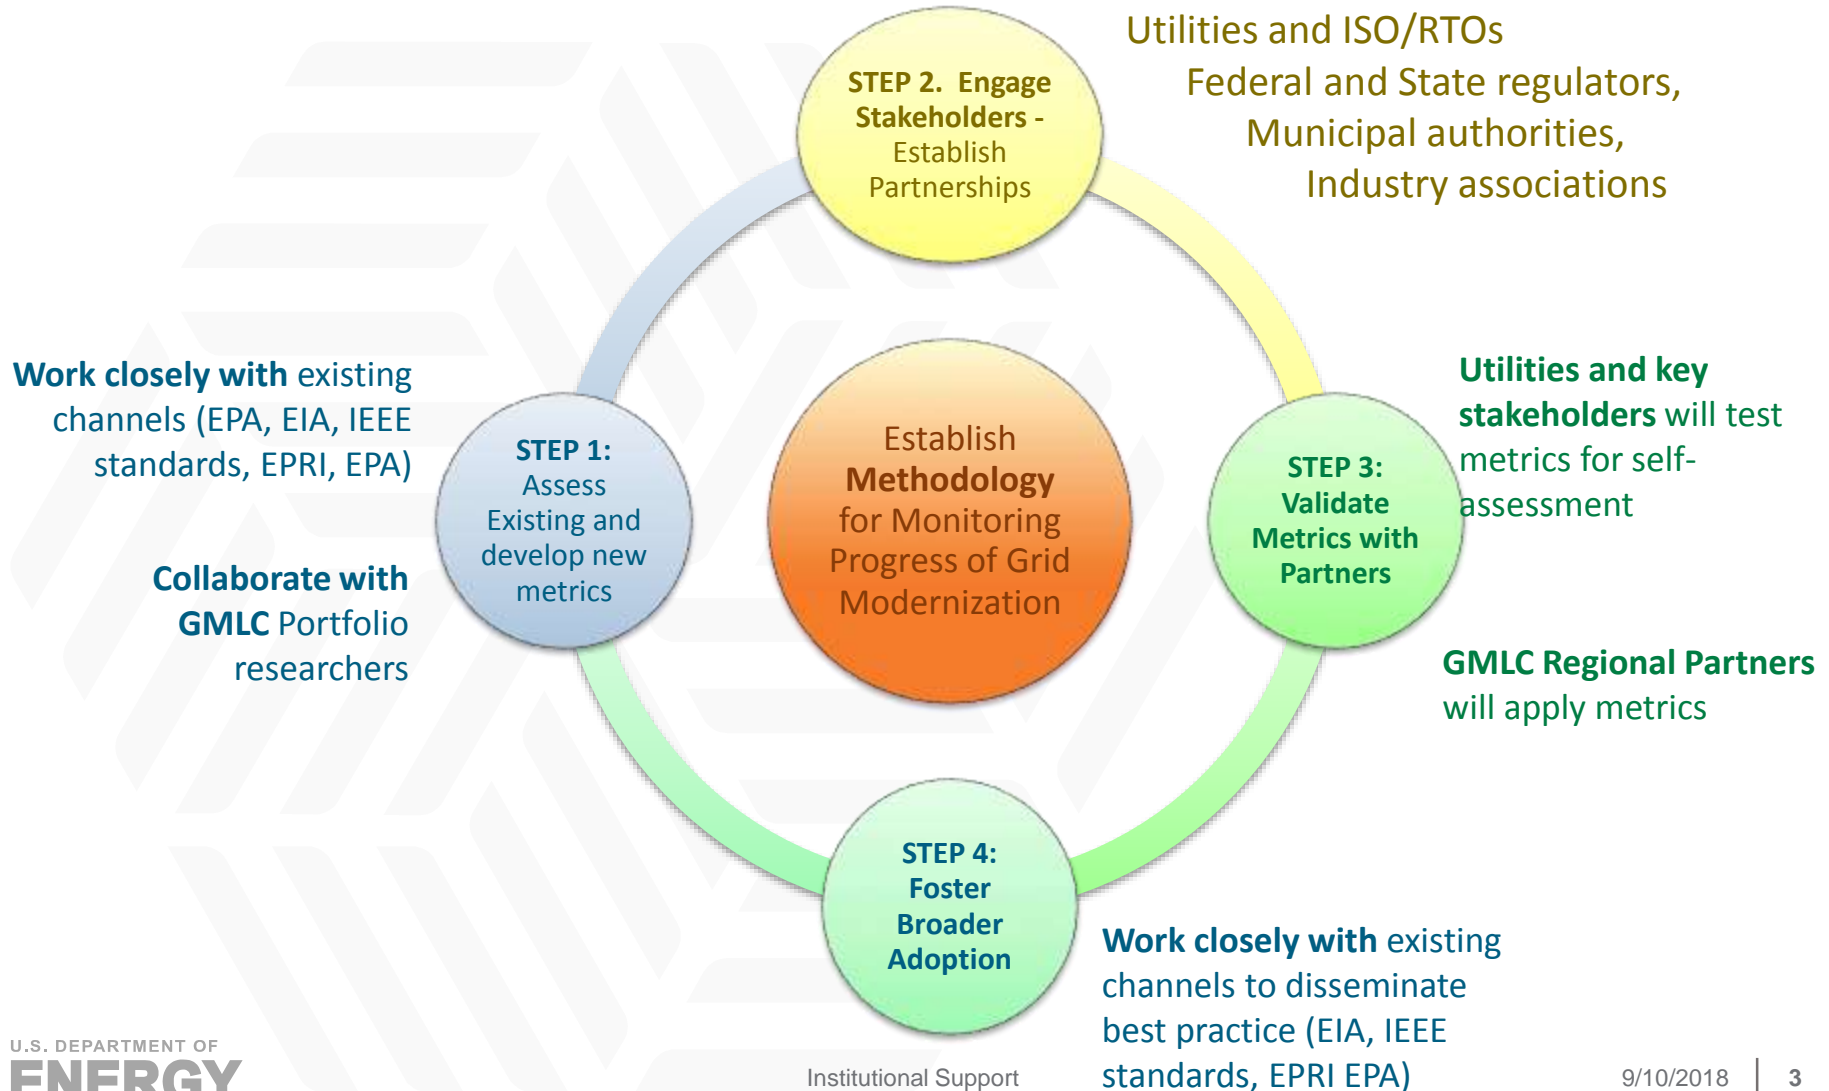 Utilities and ISO/RTOs
Federal and State regulators,
Municipal authorities,
Industry associations
STEP 2.  Engage
Stakeholders -
Establish
Partnerships
Work closely with existing
channels (EPA, EIA, IEEE
standards, EPRI, EPA)
Collaborate with
GMLC Portfolio
researchers
STEP 1:
Assess
Existing and
develop new
metrics
Establish
Methodology
for Monitoring
Progress of Grid
Modernization
STEP 3:
Validate
Metrics with
Partners
Utilities and key
stakeholders will test
metrics for self-
assessment
GMLC Regional Partners
will apply metrics
STEP 4:
Foster
Broader
Adoption
Work closely with existing
channels to disseminate
best practice (EIA, IEEE
standards, EPRI EPA)
U.S. DEPARTMENT OF
ENERGY
Institutional Support
9/10/2018
3